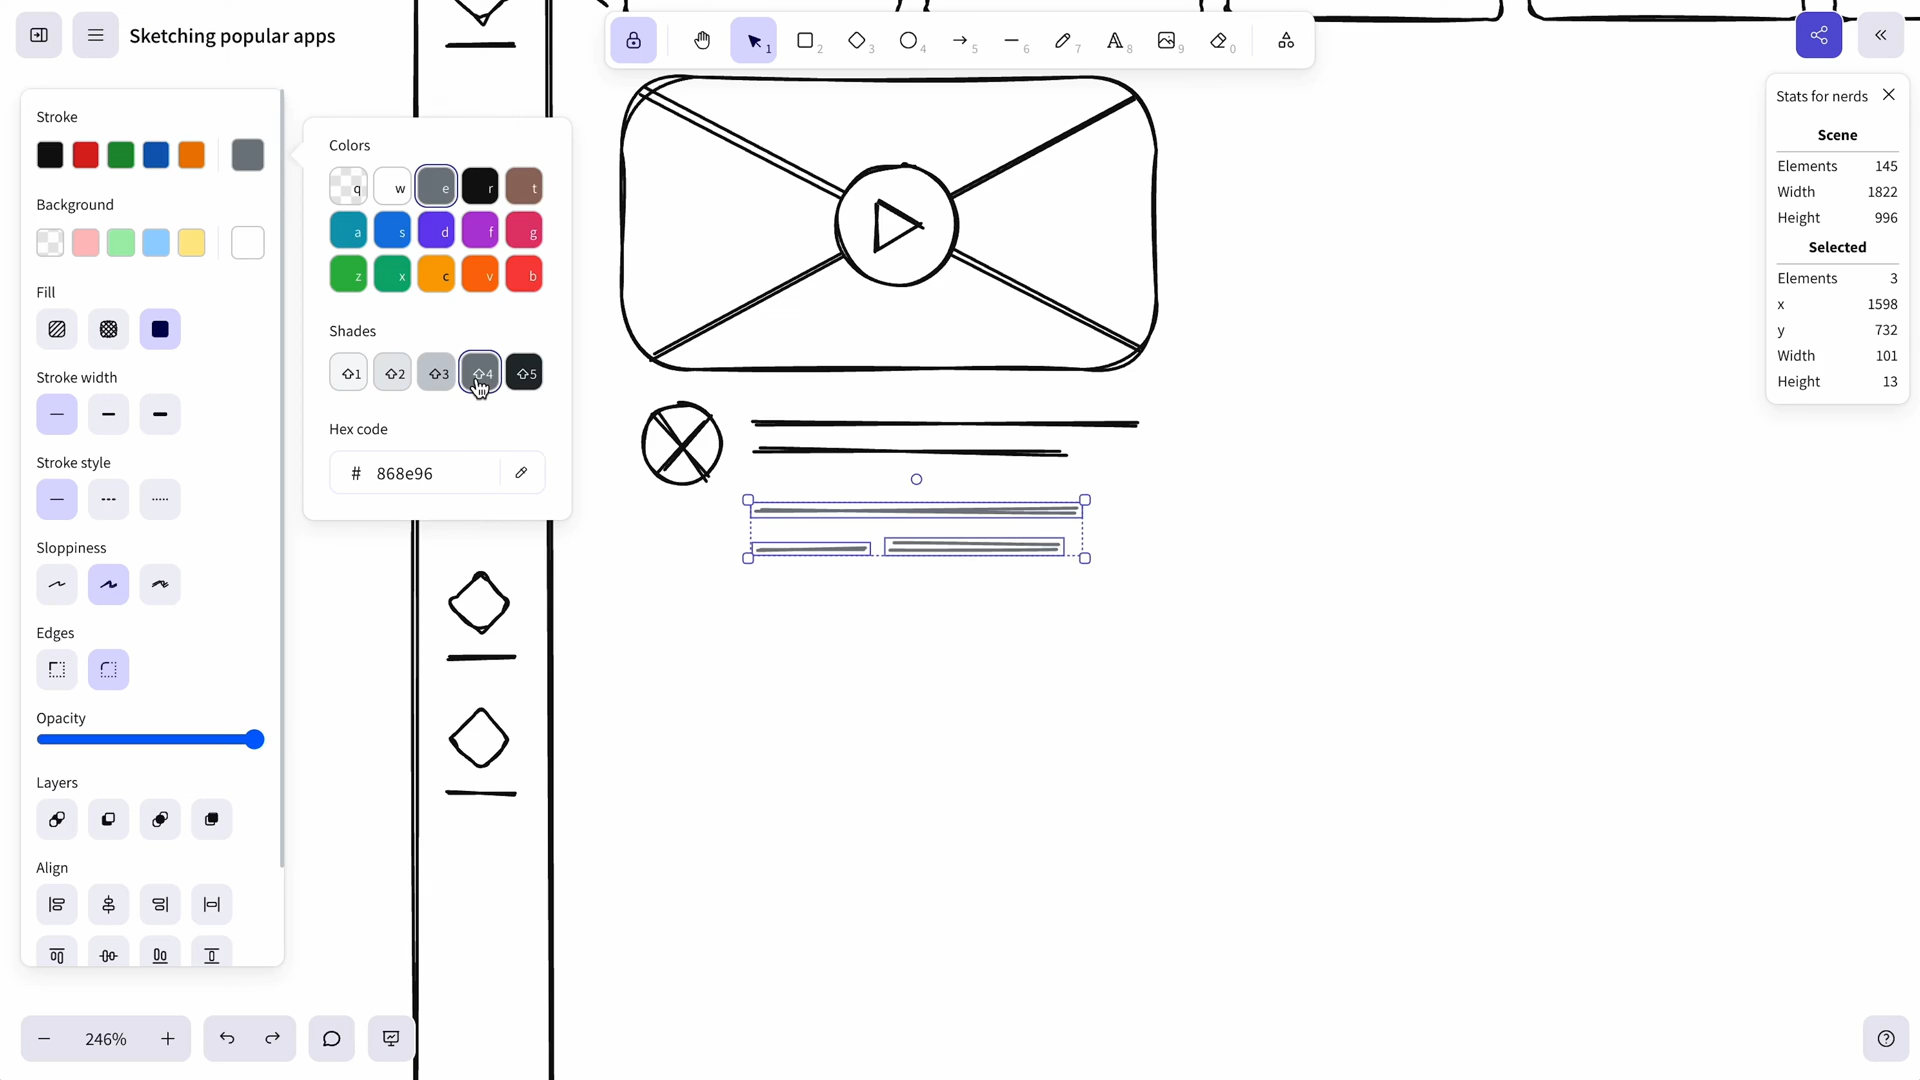 Sketching popular apps
1
2
3
4
5
6
7
8
9
0
Stroke
Background
Fill
Stroke width
Stroke style
Sloppiness
Edges
Opacity
Layers
Align
Colors
q w e r t
a s d f g
z x c v b
Shades
⇧1 ⇧2 ⇧3 ⇧4 ⇧5
Hex code
# 868e96
Stats for nerds
Scene
Elements 145
Width 1822
Height 996
Selected
Elements 3
x 1598
y 732
Width 101
Height 13
246%